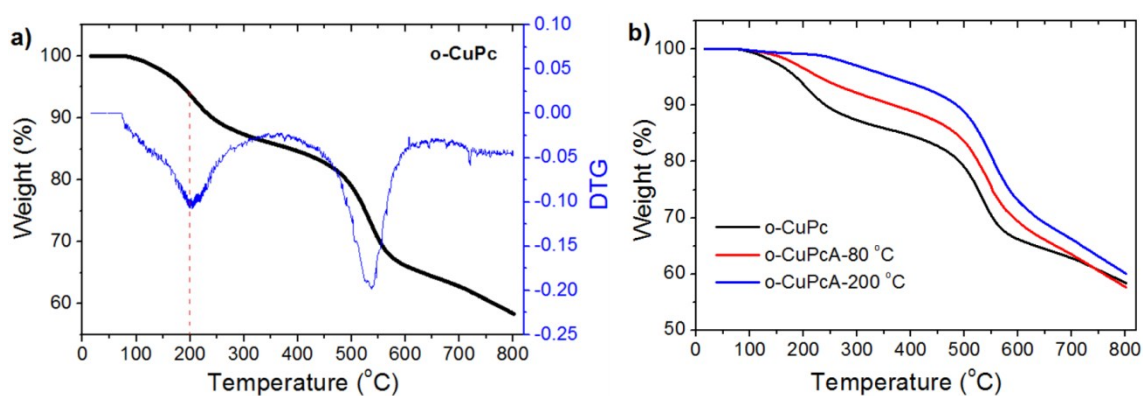 a)
o-CuPc
Weight (%)
100
90
80
70
60
0.10
0.05
0.00
-0.05
-0.10
-0.15
-0.20
-0.25
DTG
0 100 200 300 400 500 600 700 800
Temperature (°C)
b)
Weight (%)
100
90
80
70
60
50
o-CuPc
o-CuPcA-80 °C
o-CuPcA-200 °C
0 100 200 300 400 500 600 700 800
Temperature (°C)